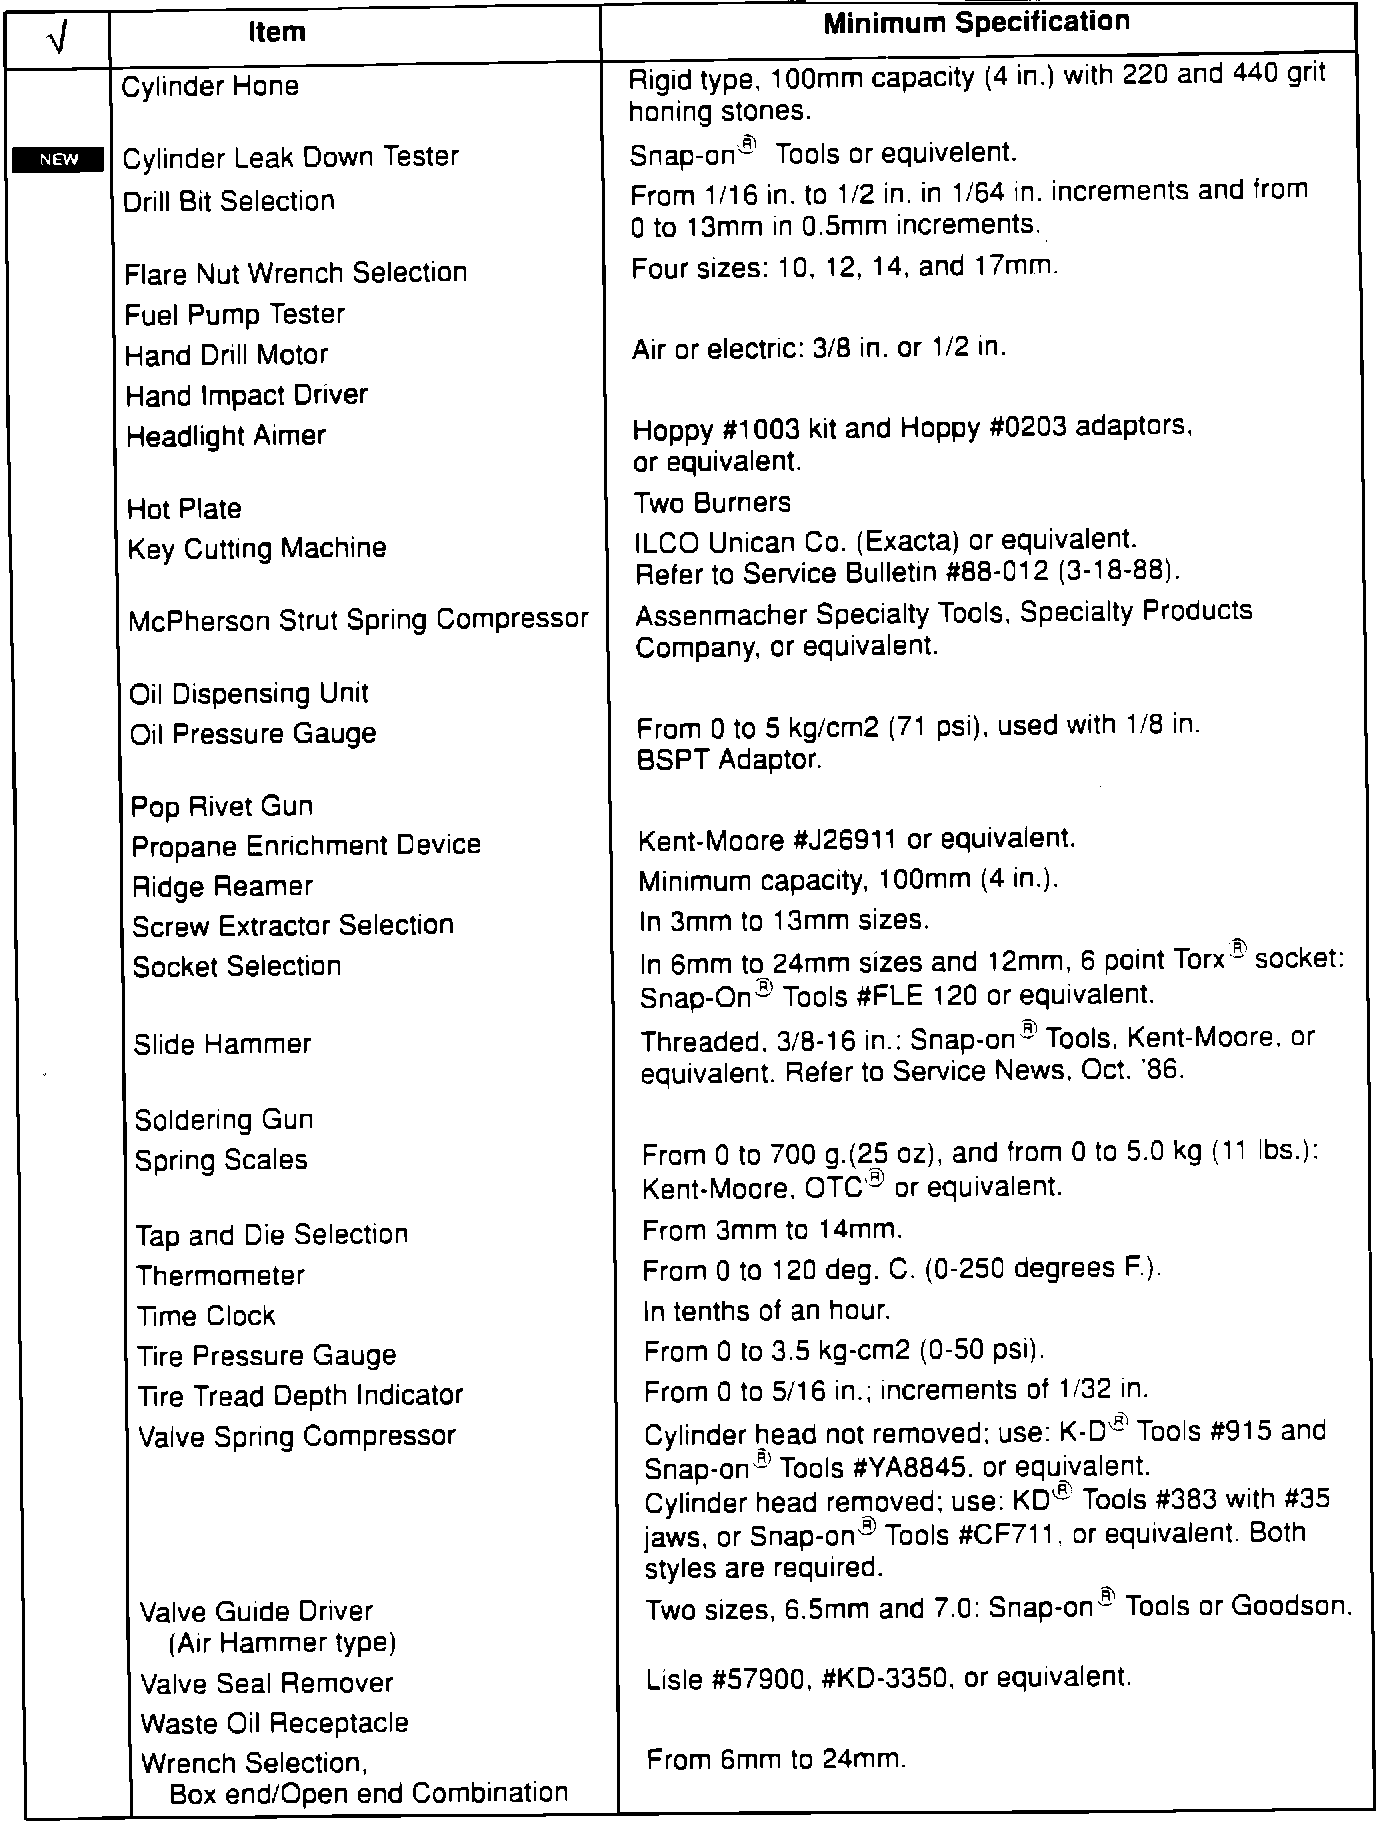 √ Item Minimum Specification
Cylinder Hone Rigid type, 100mm capacity (4 in.) with 220 and 440 grit
honing stones.
NEW Cylinder Leak Down Tester Snap-on® Tools or equivelent.
Drill Bit Selection From 1/16 in. to 1/2 in. in 1/64 in. increments and from
0 to 13mm in 0.5mm increments.
Flare Nut Wrench Selection Four sizes: 10, 12, 14, and 17mm.
Fuel Pump Tester
Hand Drill Motor Air or electric: 3/8 in. or 1/2 in.
Hand Impact Driver
Headlight Aimer Hoppy #1003 kit and Hoppy #0203 adaptors,
or equivalent.
Hot Plate Two Burners
Key Cutting Machine ILCO Unican Co. (Exacta) or equivalent.
Refer to Service Bulletin #88-012 (3-18-88).
McPherson Strut Spring Compressor Assenmacher Specialty Tools, Specialty Products
Company, or equivalent.
Oil Dispensing Unit
Oil Pressure Gauge From 0 to 5 kg/cm2 (71 psi), used with 1/8 in.
BSPT Adaptor.
Pop Rivet Gun
Propane Enrichment Device Kent-Moore #J26911 or equivalent.
Ridge Reamer Minimum capacity, 100mm (4 in.).
Screw Extractor Selection In 3mm to 13mm sizes.
Socket Selection In 6mm to 24mm sizes and 12mm, 6 point Torx® socket:
Snap-On® Tools #FLE 120 or equivalent.
Slide Hammer Threaded, 3/8-16 in.: Snap-on® Tools, Kent-Moore, or
equivalent. Refer to Service News, Oct. '86.
Soldering Gun
Spring Scales From 0 to 700 g.(25 oz), and from 0 to 5.0 kg (11 lbs.):
Kent-Moore, OTC® or equivalent.
Tap and Die Selection From 3mm to 14mm.
Thermometer From 0 to 120 deg. C. (0-250 degrees F.).
Time Clock In tenths of an hour.
Tire Pressure Gauge From 0 to 3.5 kg-cm2 (0-50 psi).
Tire Tread Depth Indicator From 0 to 5/16 in.; increments of 1/32 in.
Valve Spring Compressor Cylinder head not removed; use: K-D® Tools #915 and
Snap-on® Tools #YA8845, or equivalent.
Cylinder head removed; use: KD® Tools #383 with #35
jaws, or Snap-on® Tools #CF711, or equivalent. Both
styles are required.
Valve Guide Driver Two sizes, 6.5mm and 7.0: Snap-on® Tools or Goodson.
(Air Hammer type)
Valve Seal Remover Lisle #57900, #KD-3350, or equivalent.
Waste Oil Receptacle
Wrench Selection, From 6mm to 24mm.
Box end/Open end Combination